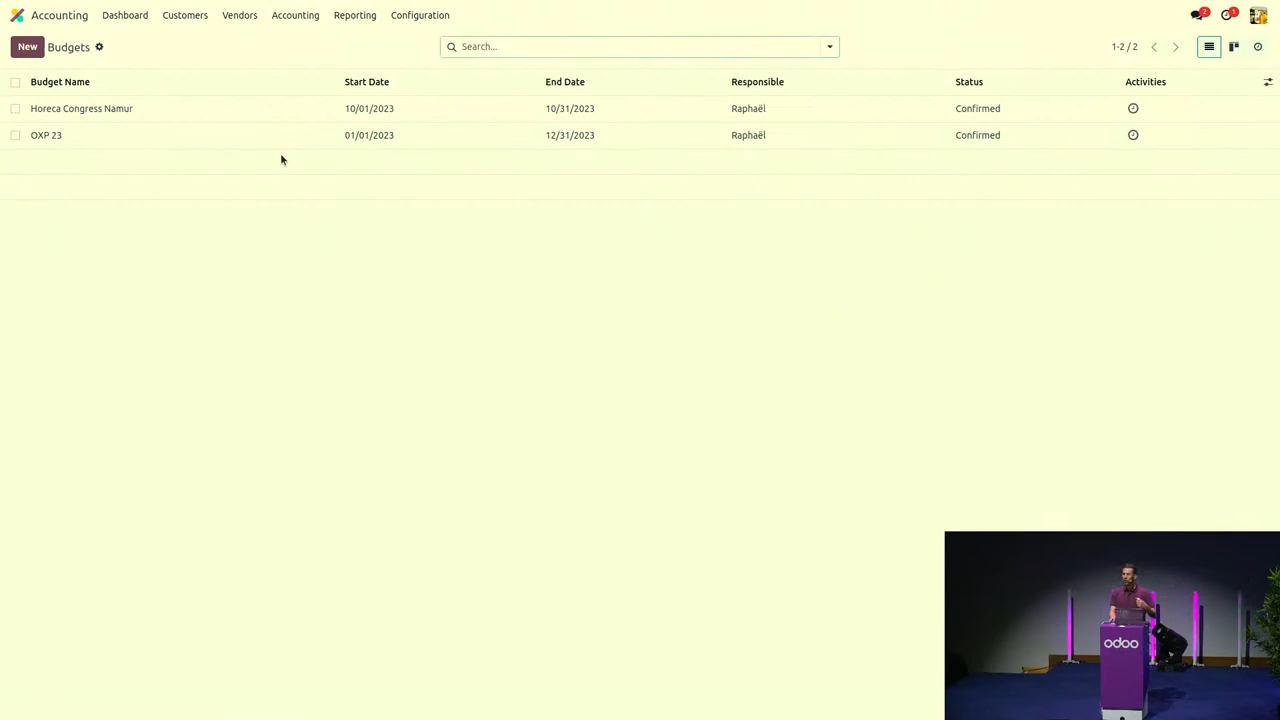 Accounting Dashboard Customers Vendors Accounting Reporting Configuration 2 1
New Budgets Search... 1-2 / 2
Budget Name Start Date End Date Responsible Status Activities
Horeca Congress Namur 10/01/2023 10/31/2023 Raphaël Confirmed
OXP 23 01/01/2023 12/31/2023 Raphaël Confirmed
odoo